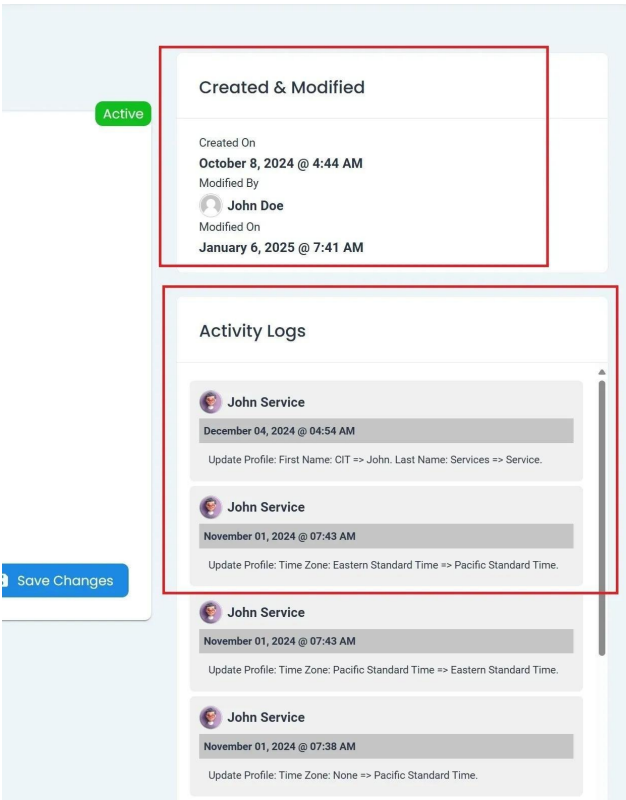 Active
Save Changes
Created & Modified
Created On
October 8, 2024 @ 4:44 AM
Modified By
John Doe
Modified On
January 6, 2025 @ 7:41 AM
Activity Logs
John Service
December 04, 2024 @ 04:54 AM
Update Profile: First Name: CIT => John. Last Name: Services => Service.
John Service
November 01, 2024 @ 07:43 AM
Update Profile: Time Zone: Eastern Standard Time => Pacific Standard Time.
John Service
November 01, 2024 @ 07:43 AM
Update Profile: Time Zone: Pacific Standard Time => Eastern Standard Time.
John Service
November 01, 2024 @ 07:38 AM
Update Profile: Time Zone: None => Pacific Standard Time.